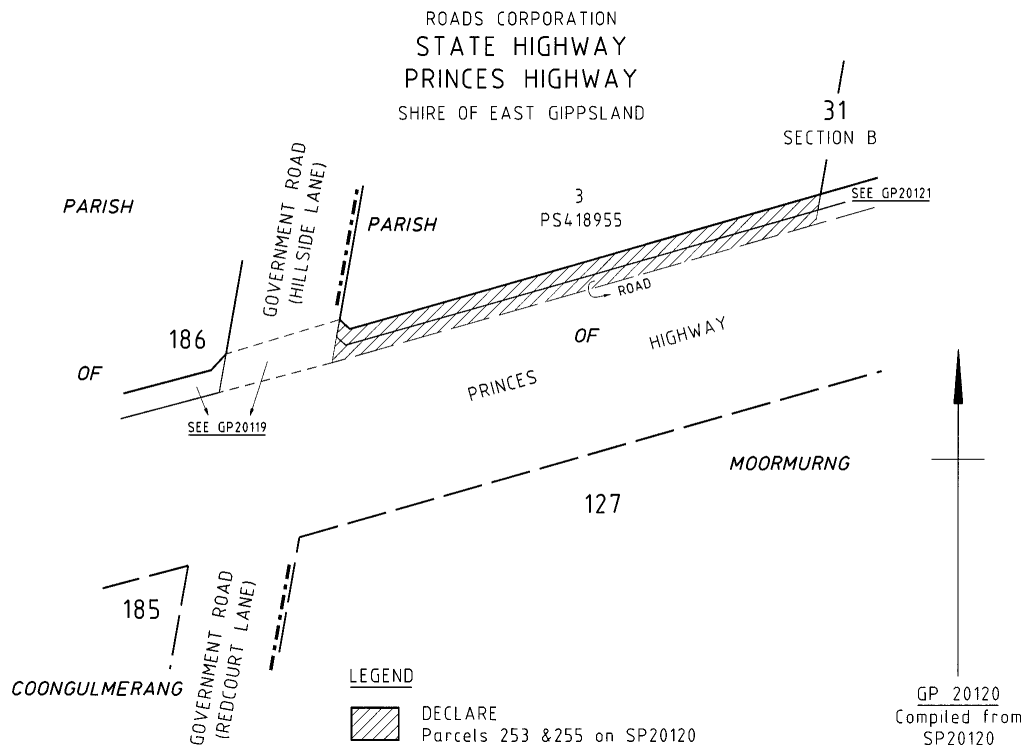 ROADS CORPORATION
STATE HIGHWAY
PRINCES HIGHWAY
SHIRE OF EAST GIPPSLAND
31
SECTION B
PARISH
GOVERNMENT ROAD
(HILLSIDE LANE)
PARISH
3
PS418955
SEE GP20121
ROAD
186
OF
OF
HIGHWAY
PRINCES
SEE GP20119
MOORMURNG
127
185
GOVERNMENT ROAD
(REDCOURT LANE)
COONGULMERANG
LEGEND
DECLARE
Parcels 253 &255 on SP20120
GP 20120
Compiled from
SP20120